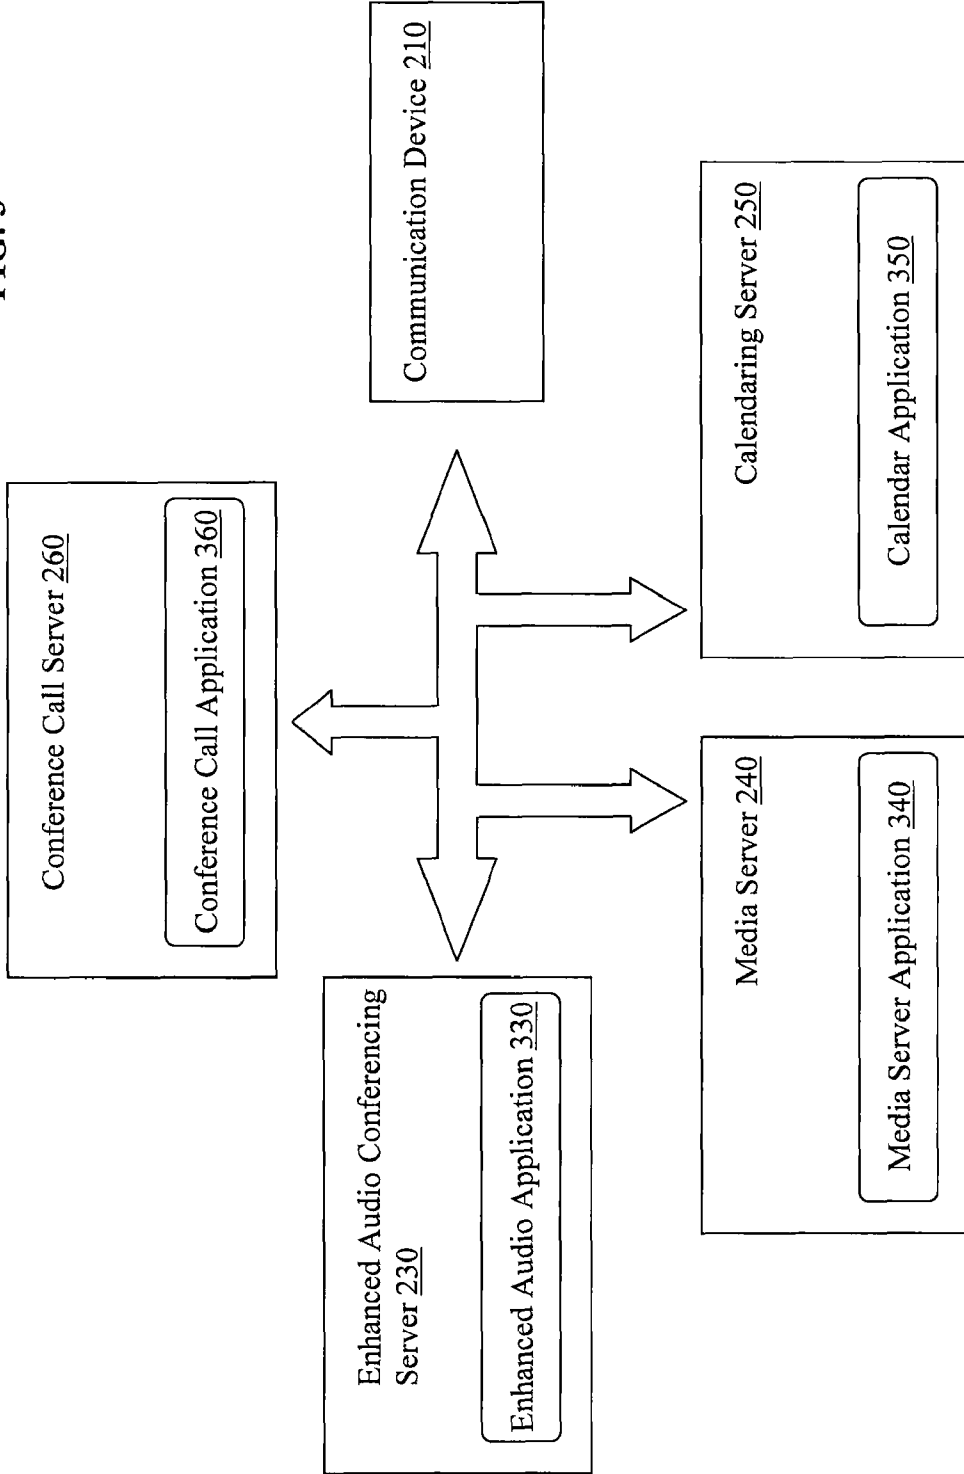 FIG.
Conference Call Server 260
Conference Call Application 360
Enhanced Audio Conferencing
Server 230
Enhanced Audio Application 330
Communication Device 210
Media Server 240
Media Server Application 340
Calendaring Server 250
Calendar Application 350